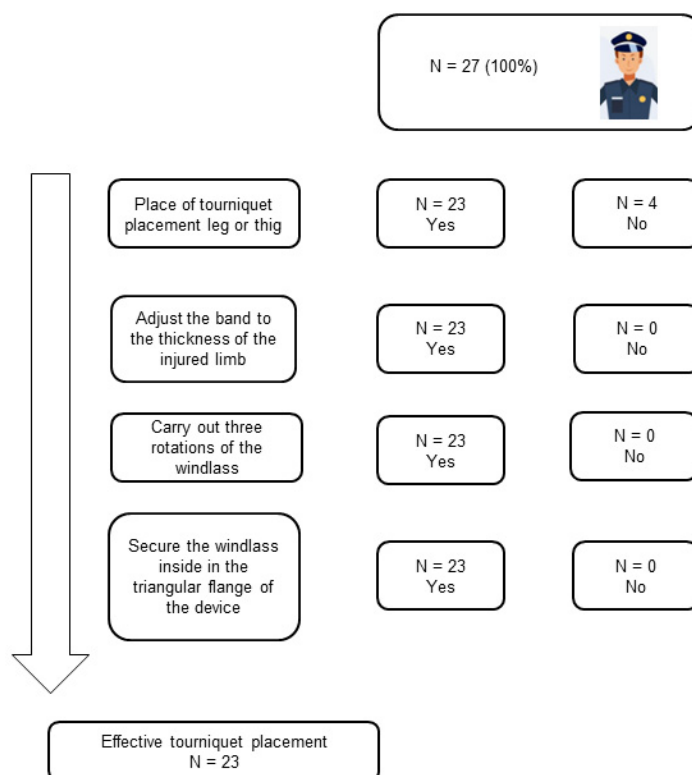 N = 27 (100%)
Place of tourniquet
placement leg or thig
N = 23
Yes
N = 4
No
Adjust the band to
the thickness of the
injured limb
N = 23
Yes
N = 0
No
Carry out three
rotations of the
windlass
N = 23
Yes
N = 0
No
Secure the windlass
inside in the
triangular flange of
the device
N = 23
Yes
N = 0
No
Effective tourniquet placement
N = 23